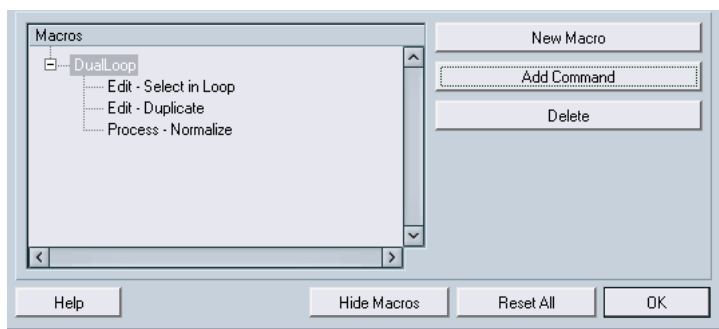 Macros
New Macro
DualLoop
Add Command
Edit - Select in Loop
Edit - Duplicate
Delete
Process - Normalize
Help
Hide Macros
Reset All
OK